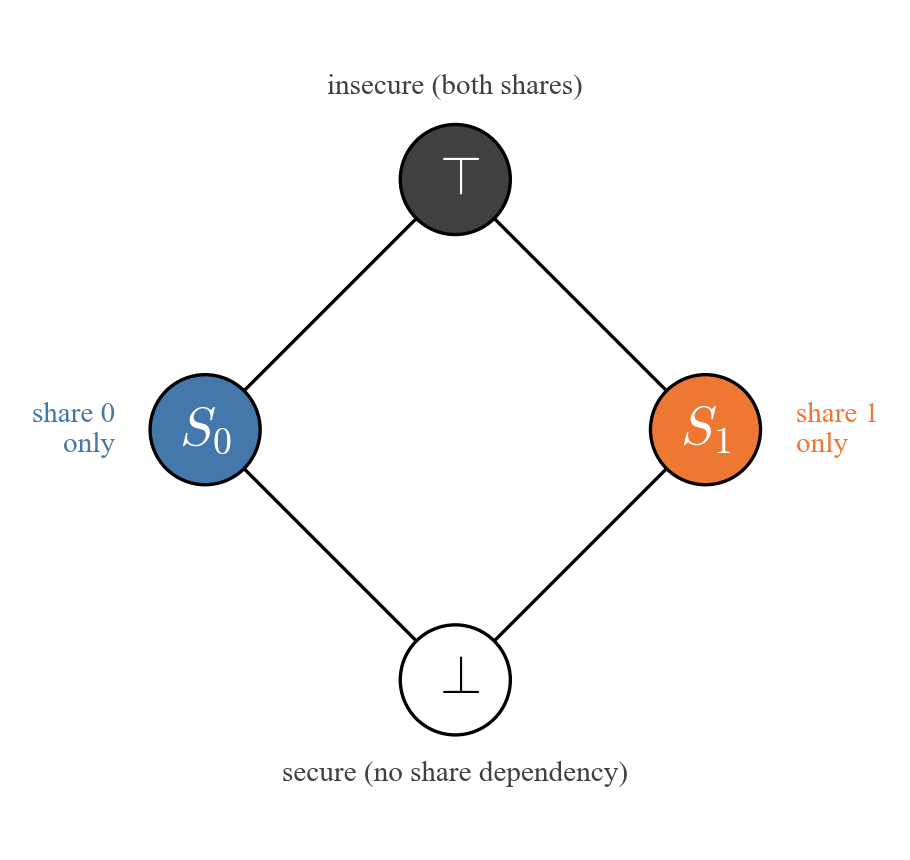 insecure (both shares)
⊤
share 0
only
S₀
S₁
share 1
only
⊥
secure (no share dependency)